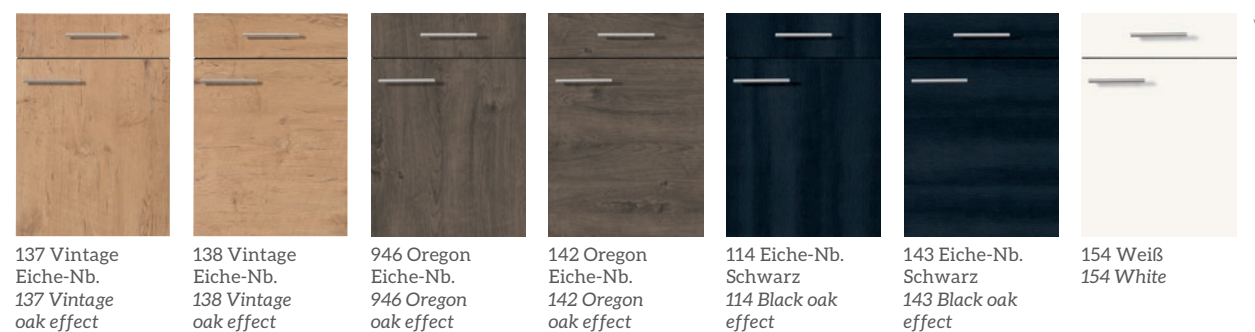 137 Vintage
Eiche-Nb.
137 Vintage
oak effect
138 Vintage
Eiche-Nb.
138 Vintage
oak effect
946 Oregon
Eiche-Nb.
946 Oregon
oak effect
142 Oregon
Eiche-Nb.
142 Oregon
oak effect
114 Eiche-Nb.
Schwarz
114 Black oak
effect
143 Eiche-Nb.
Schwarz
143 Black oak
effect
154 Weiß
154 White